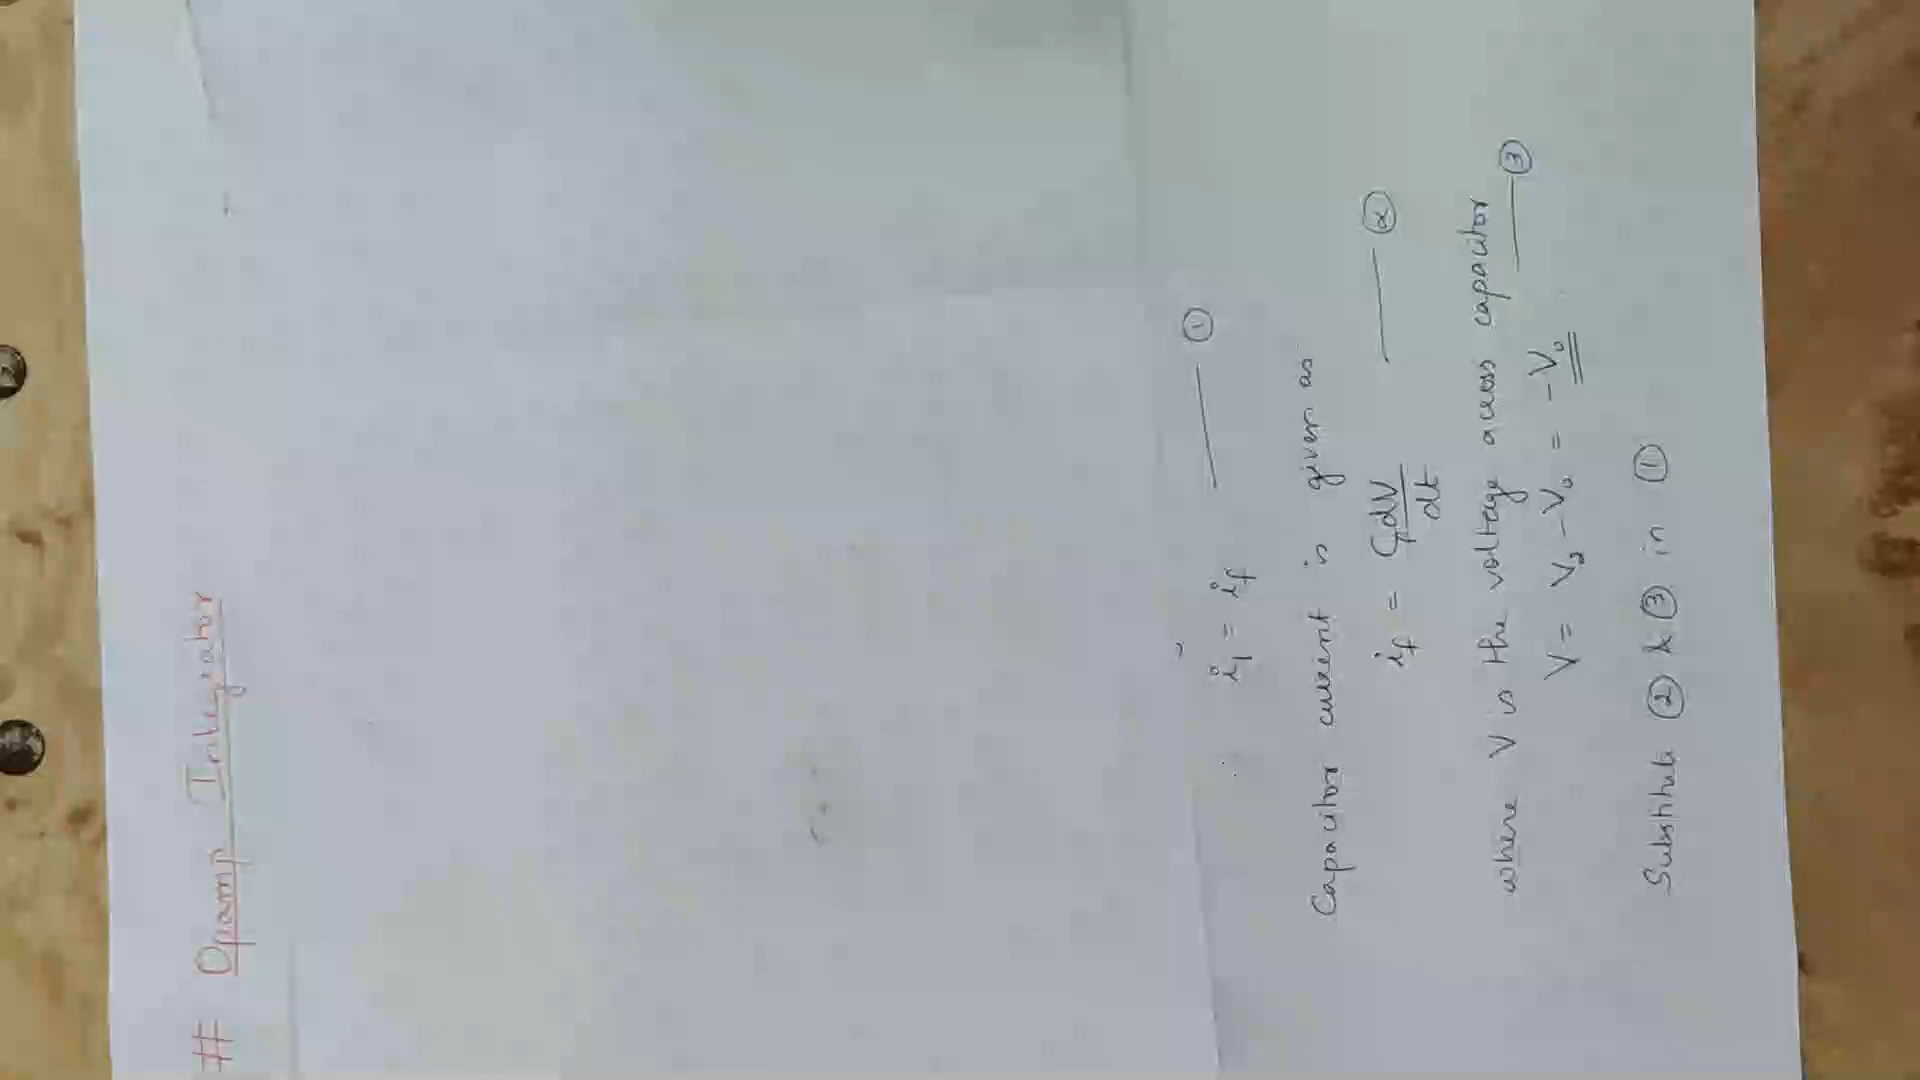 # Opamp Integrator
i₁ = i_f —— ①
Capacitor current is given as
i_f = C_f dV/dt —— ②
where V is the voltage across capacitor
V = V₂ - V₀ = -V₀ —— ③
Substitute ② & ③ in ①